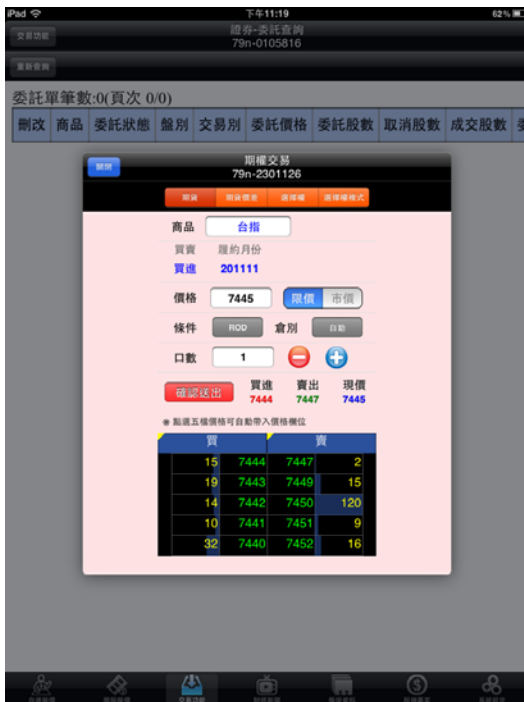 iPad 下午11:19 62%
交易功能 證券-委託查詢
79n-0105816
重新查詢
委託單筆數:0(頁次 0/0)
刪改 商品 委託狀態 盤別 交易別 委託價格 委託股數 取消股數 成交股數
關閉 期權交易
79n-2301126
期貨 期貨價差 選擇權 選擇權複式
商品 台指
買賣 履約月份
買進 201111
價格 7445 限價 市價
條件 ROD 倉別 自動
口數 1
確認送出 買進 賣出 現價
7444 7447 7445
點選五檔價格可自動帶入價格欄位
買 賣
15 7444 7447 2
19 7443 7449 15
14 7442 7450 120
10 7441 7451 9
32 7440 7452 16
交易功能